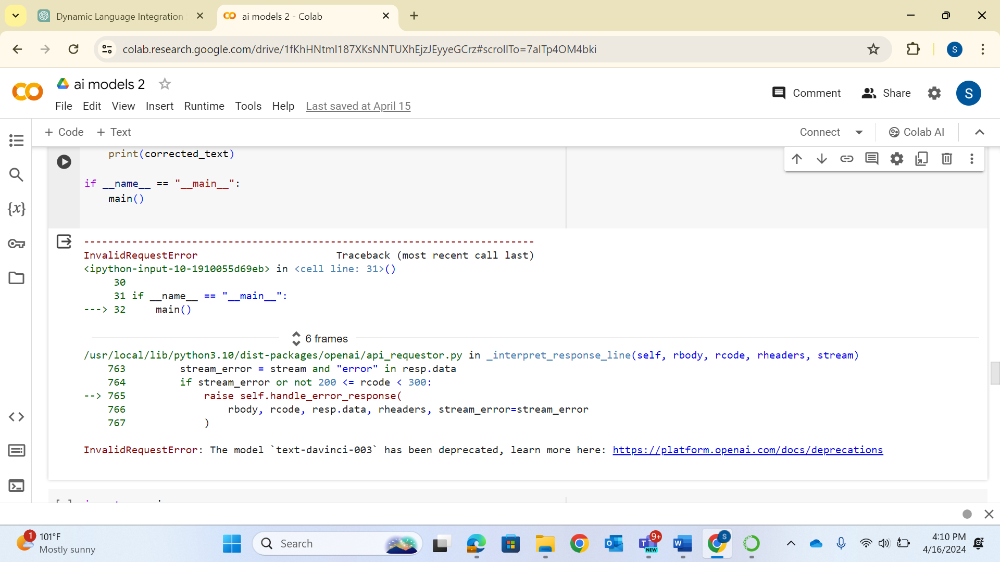 Dynamic Language Integration
ai models 2 - Colab
colab.research.google.com/drive/1fKhHNtml187XKsNNTUXhEjzJEyyeGCrz#scrollTo=7aITp4OM4bki
S
ai models 2
File Edit View Insert Runtime Tools Help Last saved at April 15
Comment Share S
+ Code + Text
Connect Colab AI
print(corrected_text)
if __name__ == "__main__":
main()
{x}
---------------------------------------------------------------------------
InvalidRequestError Traceback (most recent call last)
<ipython-input-10-1910055d69eb> in <cell line: 31>()
30
31 if __name__ == "__main__":
---> 32 main()
6 frames
/usr/local/lib/python3.10/dist-packages/openai/api_requestor.py in _interpret_response_line(self, rbody, rcode, rheaders, stream)
763 stream_error = stream and "error" in resp.data
764 if stream_error or not 200 <= rcode < 300:
--> 765 raise self.handle_error_response(
766 rbody, rcode, resp.data, rheaders, stream_error=stream_error
767 )
InvalidRequestError: The model `text-davinci-003` has been deprecated, learn more here: https://platform.openai.com/docs/deprecations
1
101°F
Mostly sunny
Search
9+
NEW
S
4:10 PM
4/16/2024